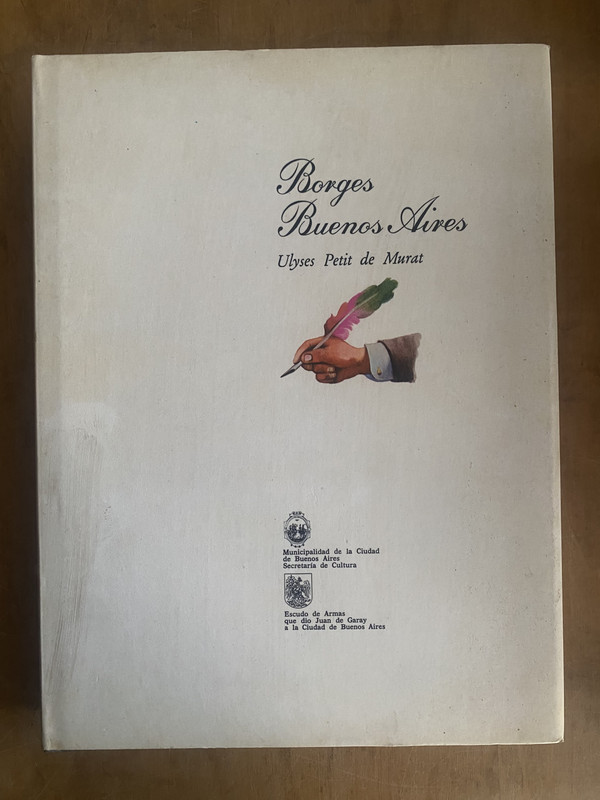 Borges
Buenos Aires
Ulyses Petit de Murat
Municipalidad de la Ciudad
de Buenos Aires
Secretaría de Cultura
Escudo de Armas
que dio Juan de Garay
a la Ciudad de Buenos Aires